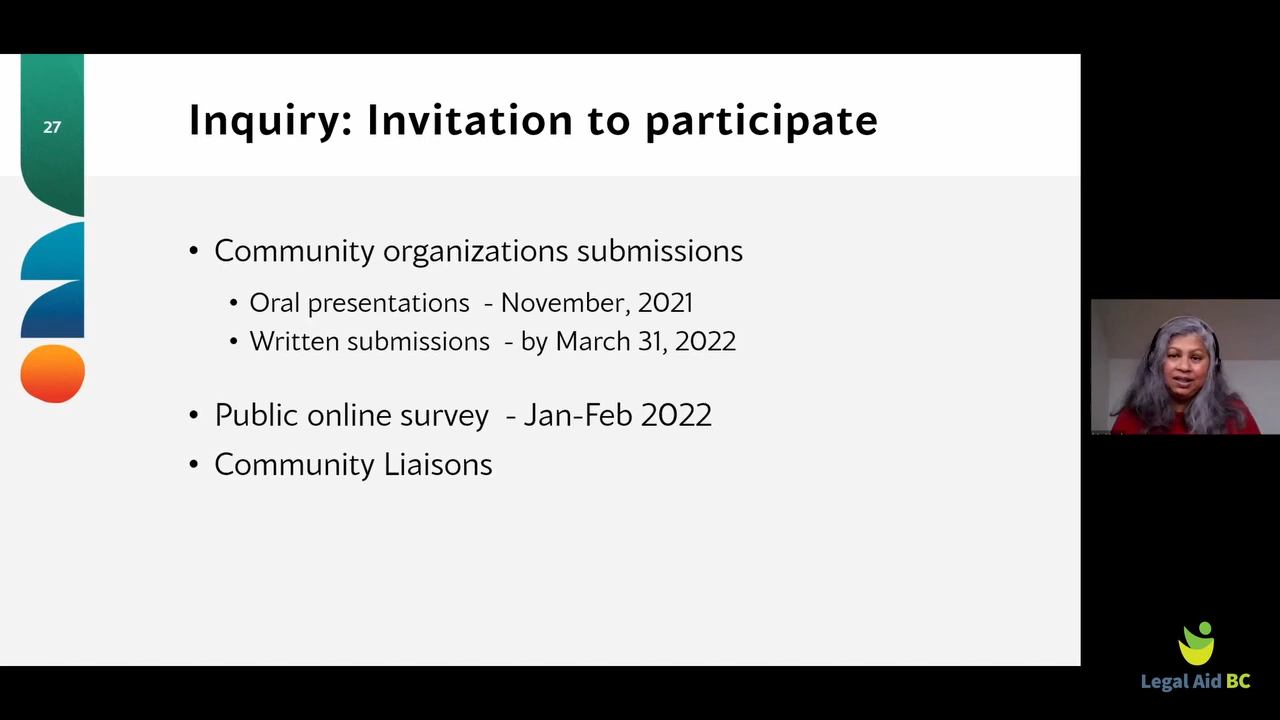 27
Inquiry: Invitation to participate
• Community organizations submissions
• Oral presentations - November, 2021
• Written submissions - by March 31, 2022
• Public online survey - Jan-Feb 2022
• Community Liaisons
Legal Aid BC